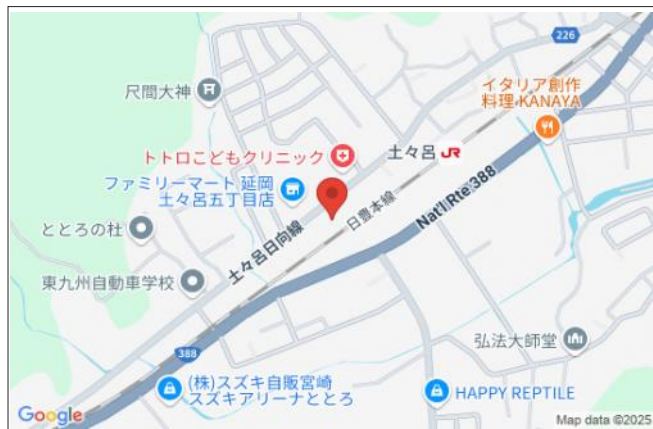 226
尺間大神
イタリア創作
料理 KANAYA
トトロこどもクリニック
土々呂 JR
ファミリーマート 延岡
土々呂五丁目店
日豊本線
Nat'l Rte 388
ととろの杜
土々呂日向線
東九州自動車学校
弘法大師堂
388
(株)スズキ自販宮崎
スズキアリーナととろ
HAPPY REPTILE
Google
Map data ©2025